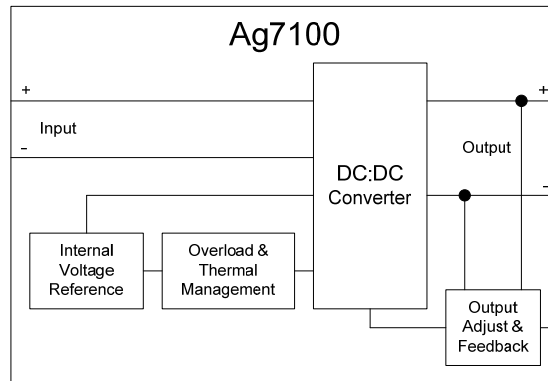 Ag7100
+
+
Input
-
Output
-
DC:DC
Converter
Internal
Voltage
Reference
Overload &
Thermal
Management
Output
Adjust &
Feedback